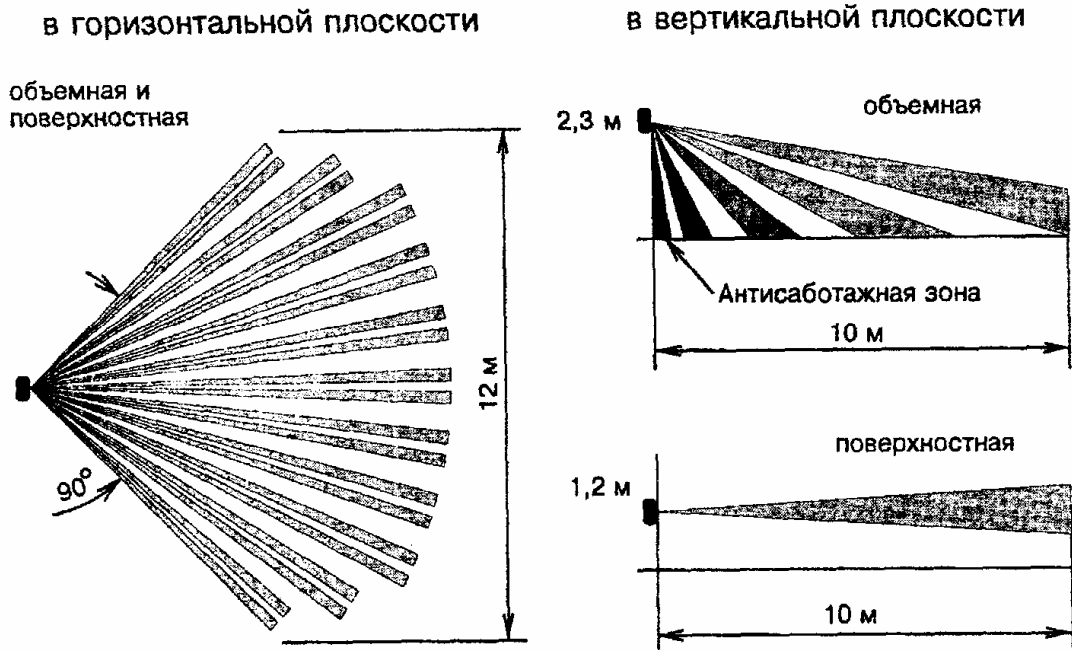 в горизонтальной плоскости
объемная и
поверхностная
90°
12 м
в вертикальной плоскости
объемная
2,3 м
Антисаботажная зона
10 м
поверхностная
1,2 м
10 м